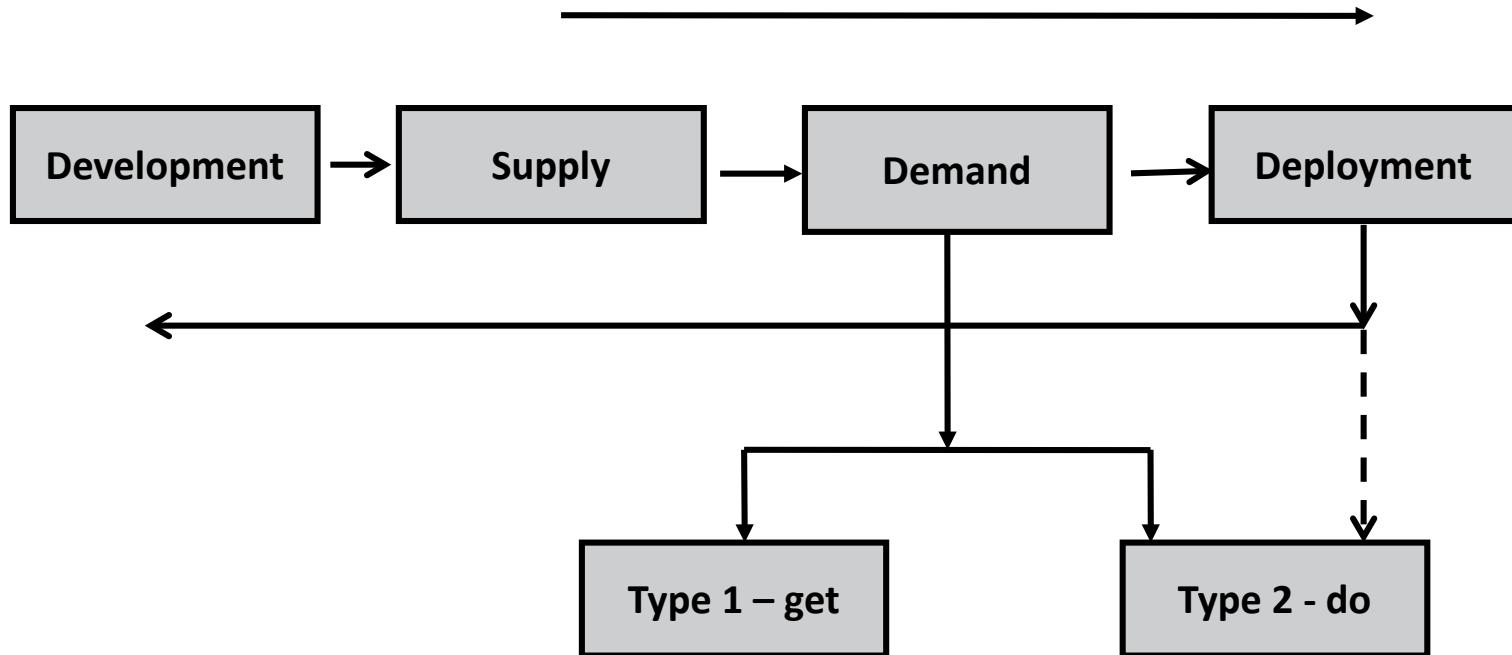 Development
Supply
Demand
Deployment
Type 1 – get
Type 2 - do